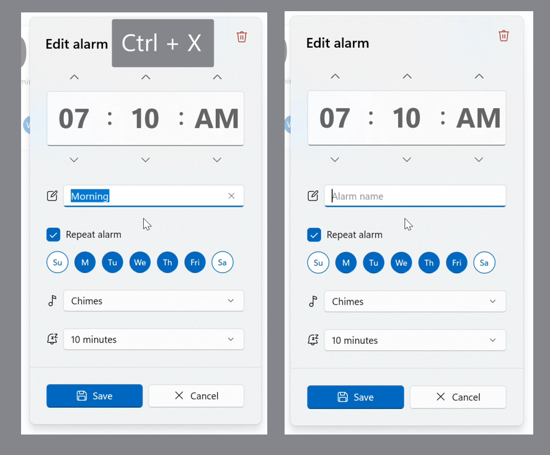 Edit alarm
Ctrl + X
07 : 10 : AM
Morning
Repeat alarm
Su M Tu We Th Fri Sa
Chimes
10 minutes
Save Cancel
Edit alarm
07 : 10 : AM
Alarm name
Repeat alarm
Su M Tu We Th Fri Sa
Chimes
10 minutes
Save Cancel